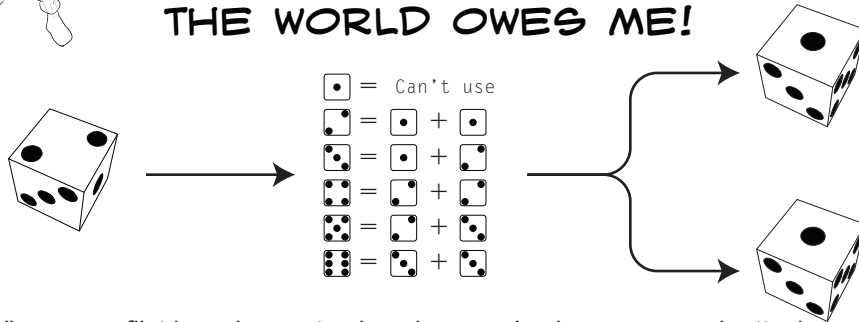 THE WORLD OWES ME!
= Can't use
= +
= +
= +
= +
= +